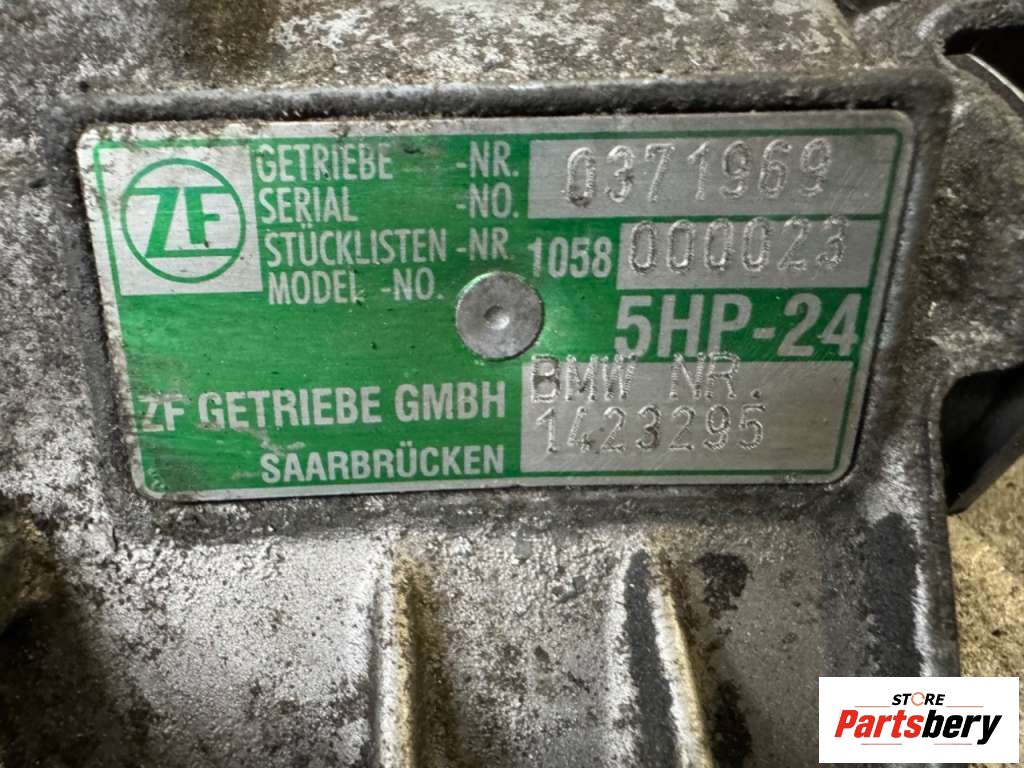 ZF
GETRIEBE -NR. 0371969
SERIAL -NO.
STÜCKLISTEN -NR. 1058 000023
MODEL -NO.
5HP-24
BMW NR.
ZF GETRIEBE GMBH 1423295
SAARBRÜCKEN
STORE
Partsbery